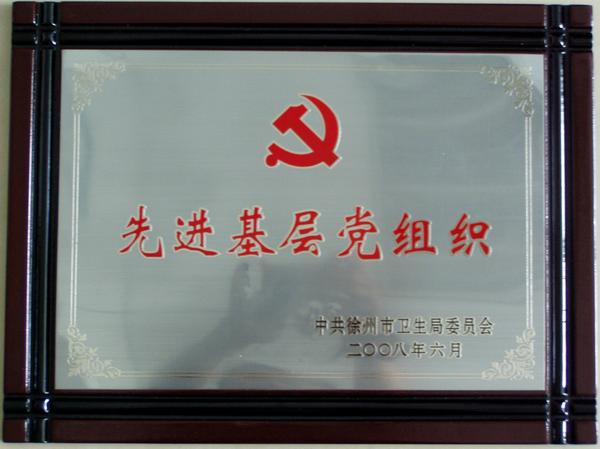 先进基层党组织
中共徐州市卫生局委员会
二〇〇八年六月